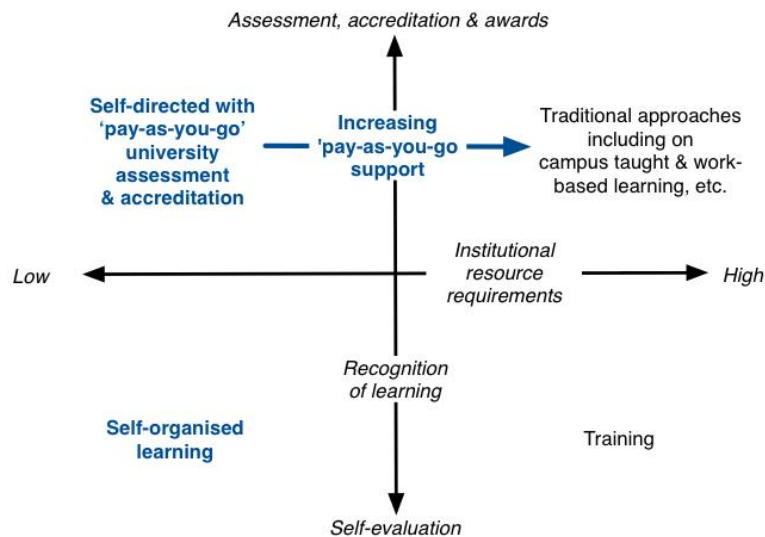 Assessment, accreditation & awards
Self-directed with
‘pay-as-you-go’
university
assessment
& accreditation
Increasing
'pay-as-you-go
support
Traditional approaches
including on
campus taught & work-
based learning, etc.
Low
Institutional
resource
requirements
High
Recognition
of learning
Self-organised
learning
Training
Self-evaluation